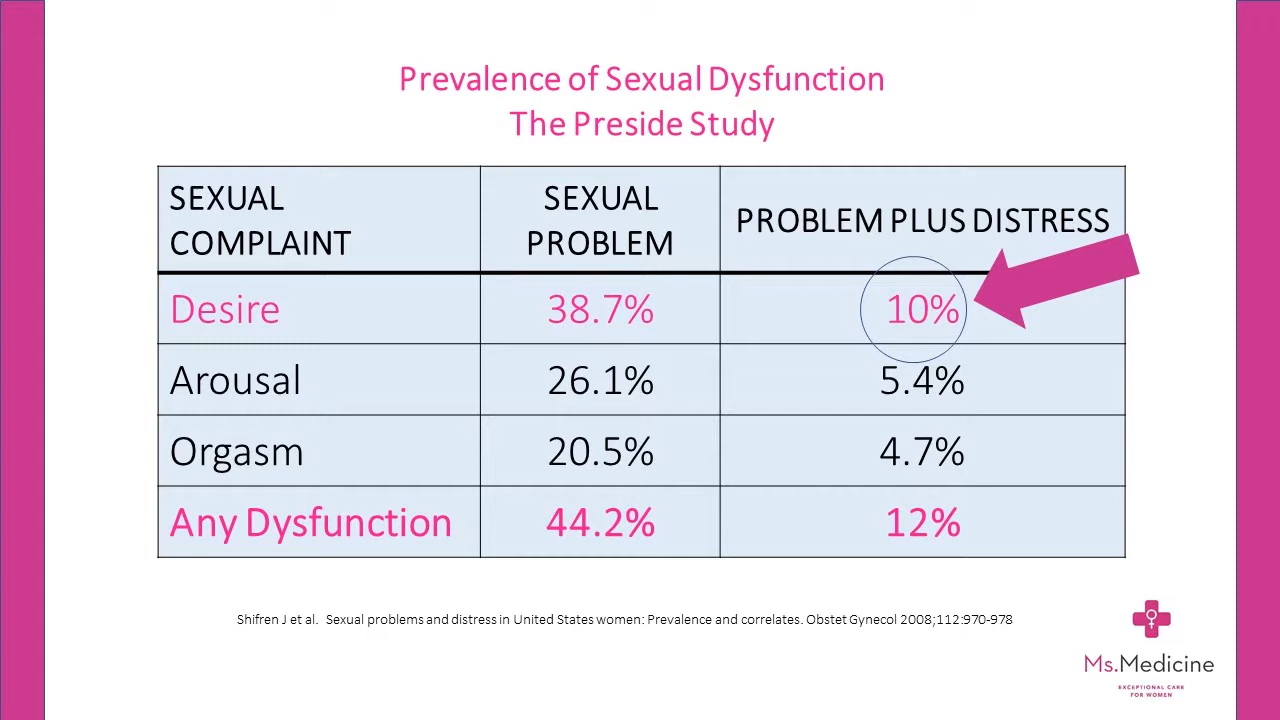 Prevalence of Sexual Dysfunction
The Preside Study
SEXUAL
COMPLAINT
SEXUAL
PROBLEM
PROBLEM PLUS DISTRESS
Desire 38.7% 10%
Arousal 26.1% 5.4%
Orgasm 20.5% 4.7%
Any Dysfunction 44.2% 12%
Shifren J et al. Sexual problems and distress in United States women: Prevalence and correlates. Obstet Gynecol 2008;112:970-978
Ms.Medicine
EXCEPTIONAL CARE
FOR WOMEN